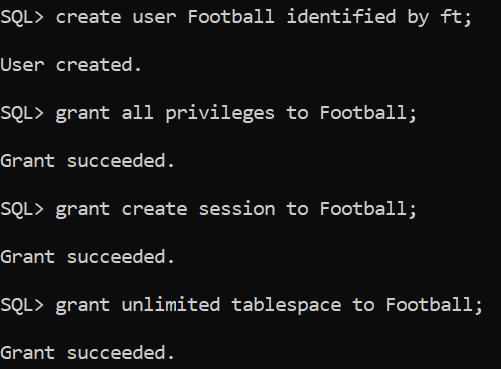 SQL> create user Football identified by ft;
User created.
SQL> grant all privileges to Football;
Grant succeeded.
SQL> grant create session to Football;
Grant succeeded.
SQL> grant unlimited tablespace to Football;
Grant succeeded.